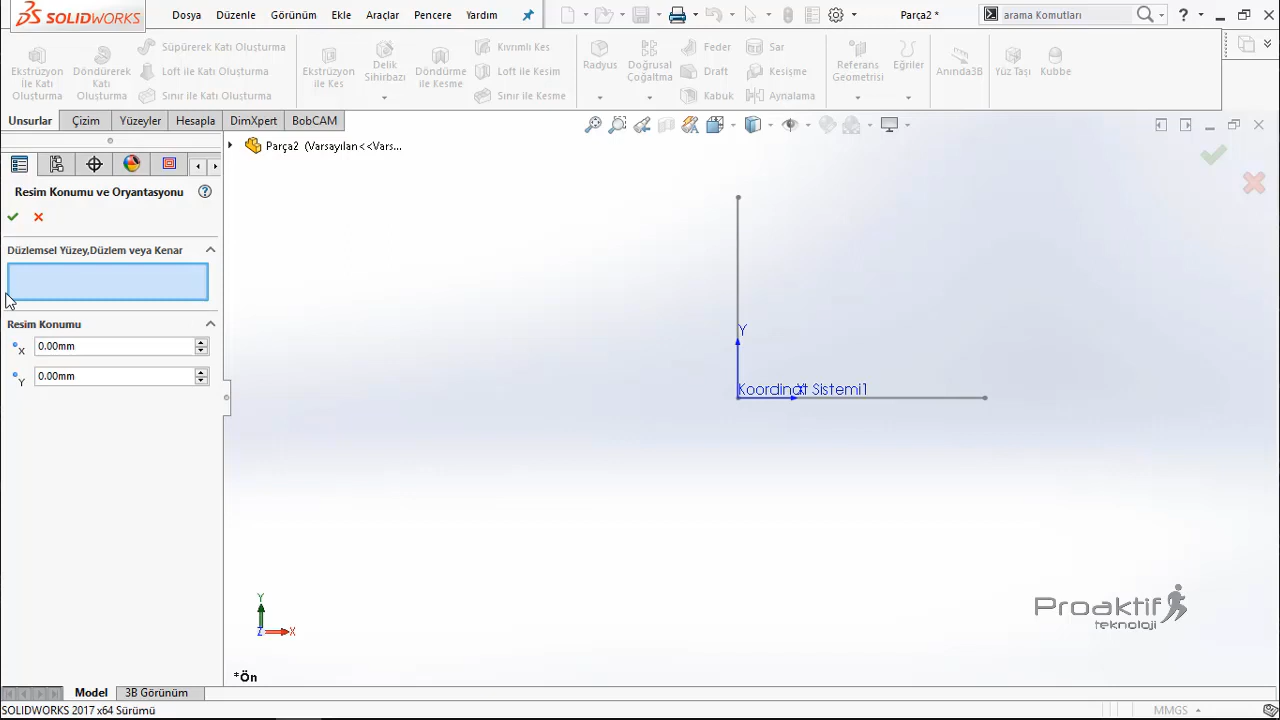 SOLIDWORKS
Dosya
Düzenle
Görünüm
Ekle
Araçlar
Pencere
Yardım
Parça2 *
arama Komutları
?
Ekstrüzyon
İle Katı
Oluşturma
Döndürerek
Katı
Oluşturma
Süpürerek Katı Oluşturma
Loft ile Katı Oluşturma
Sınır ile Katı Oluşturma
Ekstrüzyon
ile Kes
Delik
Sihirbazı
Döndürme
ile Kesme
Kıvrımlı Kes
Loft ile Kesim
Sınır ile Kesme
Radyus
Doğrusal
Çoğaltma
Feder
Draft
Kabuk
Sar
Kesişme
Aynalama
Referans
Geometrisi
Eğriler
Anında3B
Yüz Taşı
Kubbe
Unsurlar
Çizim
Yüzeyler
Hesapla
DimXpert
BobCAM
Parça2 (Varsayılan<<Vars...
Resim Konumu ve Oryantasyonu
?
Düzlemsel Yüzey,Düzlem veya Kenar
Resim Konumu
X
0.00mm
Y
0.00mm
Y
Koordinat Sistemi1
X
Y
Z
X
*Ön
Proaktif
teknoloji
Model
3B Görünüm
SOLIDWORKS 2017 x64 Sürümü
MMGS